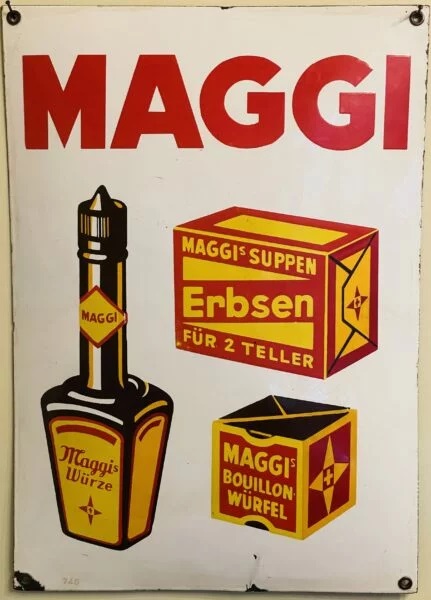 MAGGI
MAGGIs SUPPEN
Erbsen
FÜR 2 TELLER
MAGGI
Maggis
Würze
MAGGIs
BOUILLON-
WÜRFEL